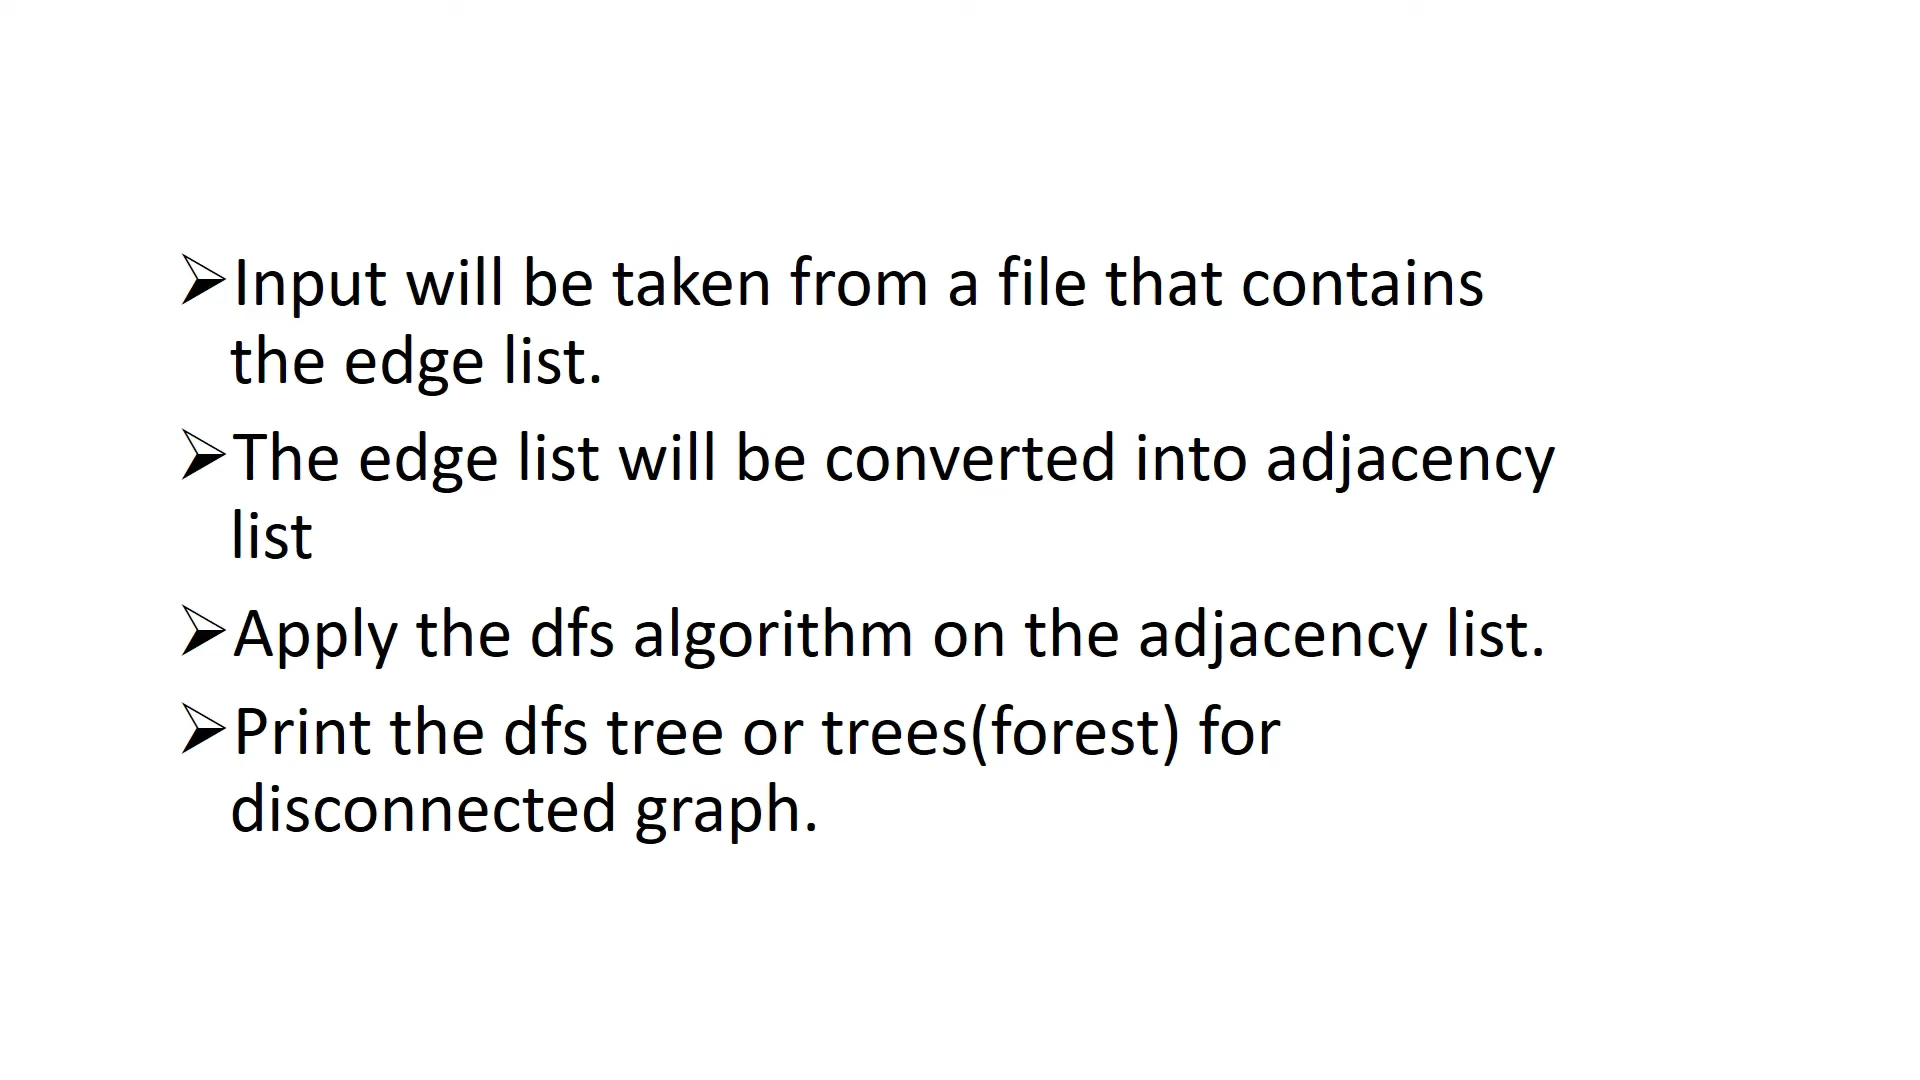 ➢Input will be taken from a file that contains
the edge list.
➢The edge list will be converted into adjacency
list
➢Apply the dfs algorithm on the adjacency list.
➢Print the dfs tree or trees(forest) for
disconnected graph.